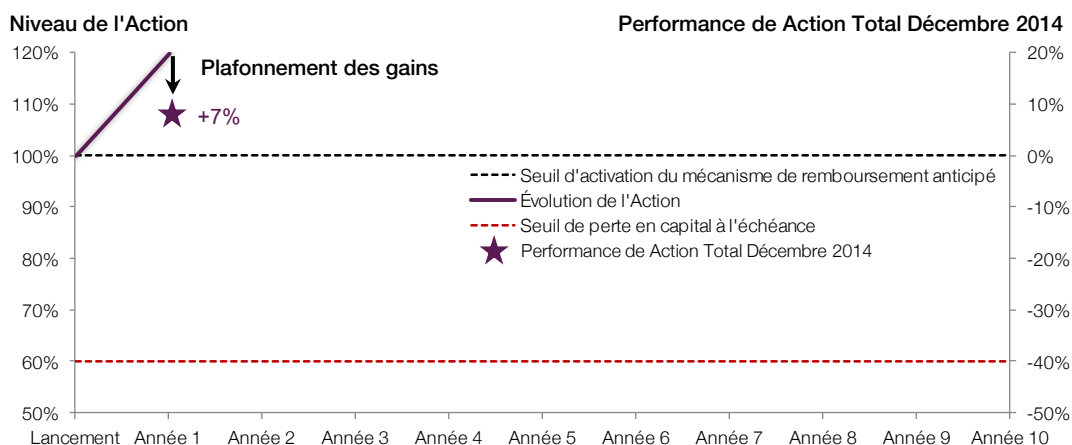 Niveau de l'Action
Performance de Action Total Décembre 2014
120%
20%
Plafonnement des gains
110%
+7%
10%
100%
0%
Seuil d'activation du mécanisme de remboursement anticipé
90%
Évolution de l'Action
-10%
Seuil de perte en capital à l'échéance
80%
Performance de Action Total Décembre 2014
-20%
70%
-30%
60%
-40%
50%
-50%
Lancement Année 1 Année 2 Année 3 Année 4 Année 5 Année 6 Année 7 Année 8 Année 9 Année 10